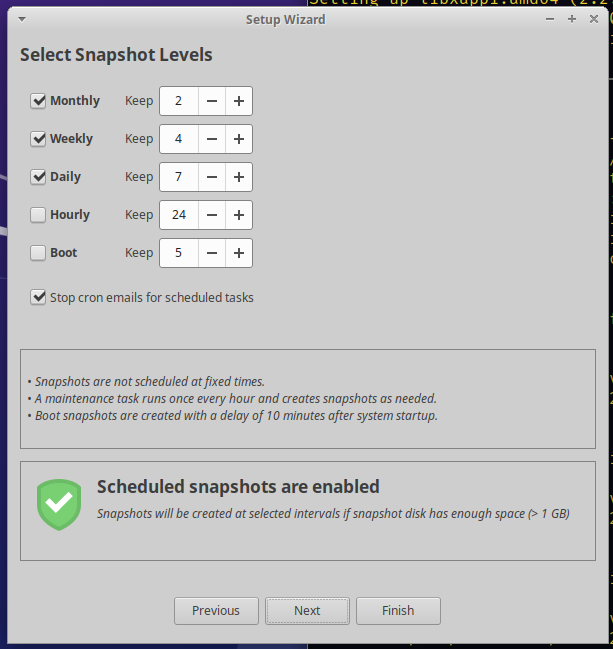 Setting up libxapp1:amd64 (2.2
Setup Wizard
Select Snapshot Levels
Monthly Keep 2
Weekly Keep 4
Daily Keep 7
Hourly Keep 24
Boot Keep 5
Stop cron emails for scheduled tasks
• Snapshots are not scheduled at fixed times.
• A maintenance task runs once every hour and creates snapshots as needed.
• Boot snapshots are created with a delay of 10 minutes after system startup.
Scheduled snapshots are enabled
Snapshots will be created at selected intervals if snapshot disk has enough space (> 1 GB)
Previous Next Finish